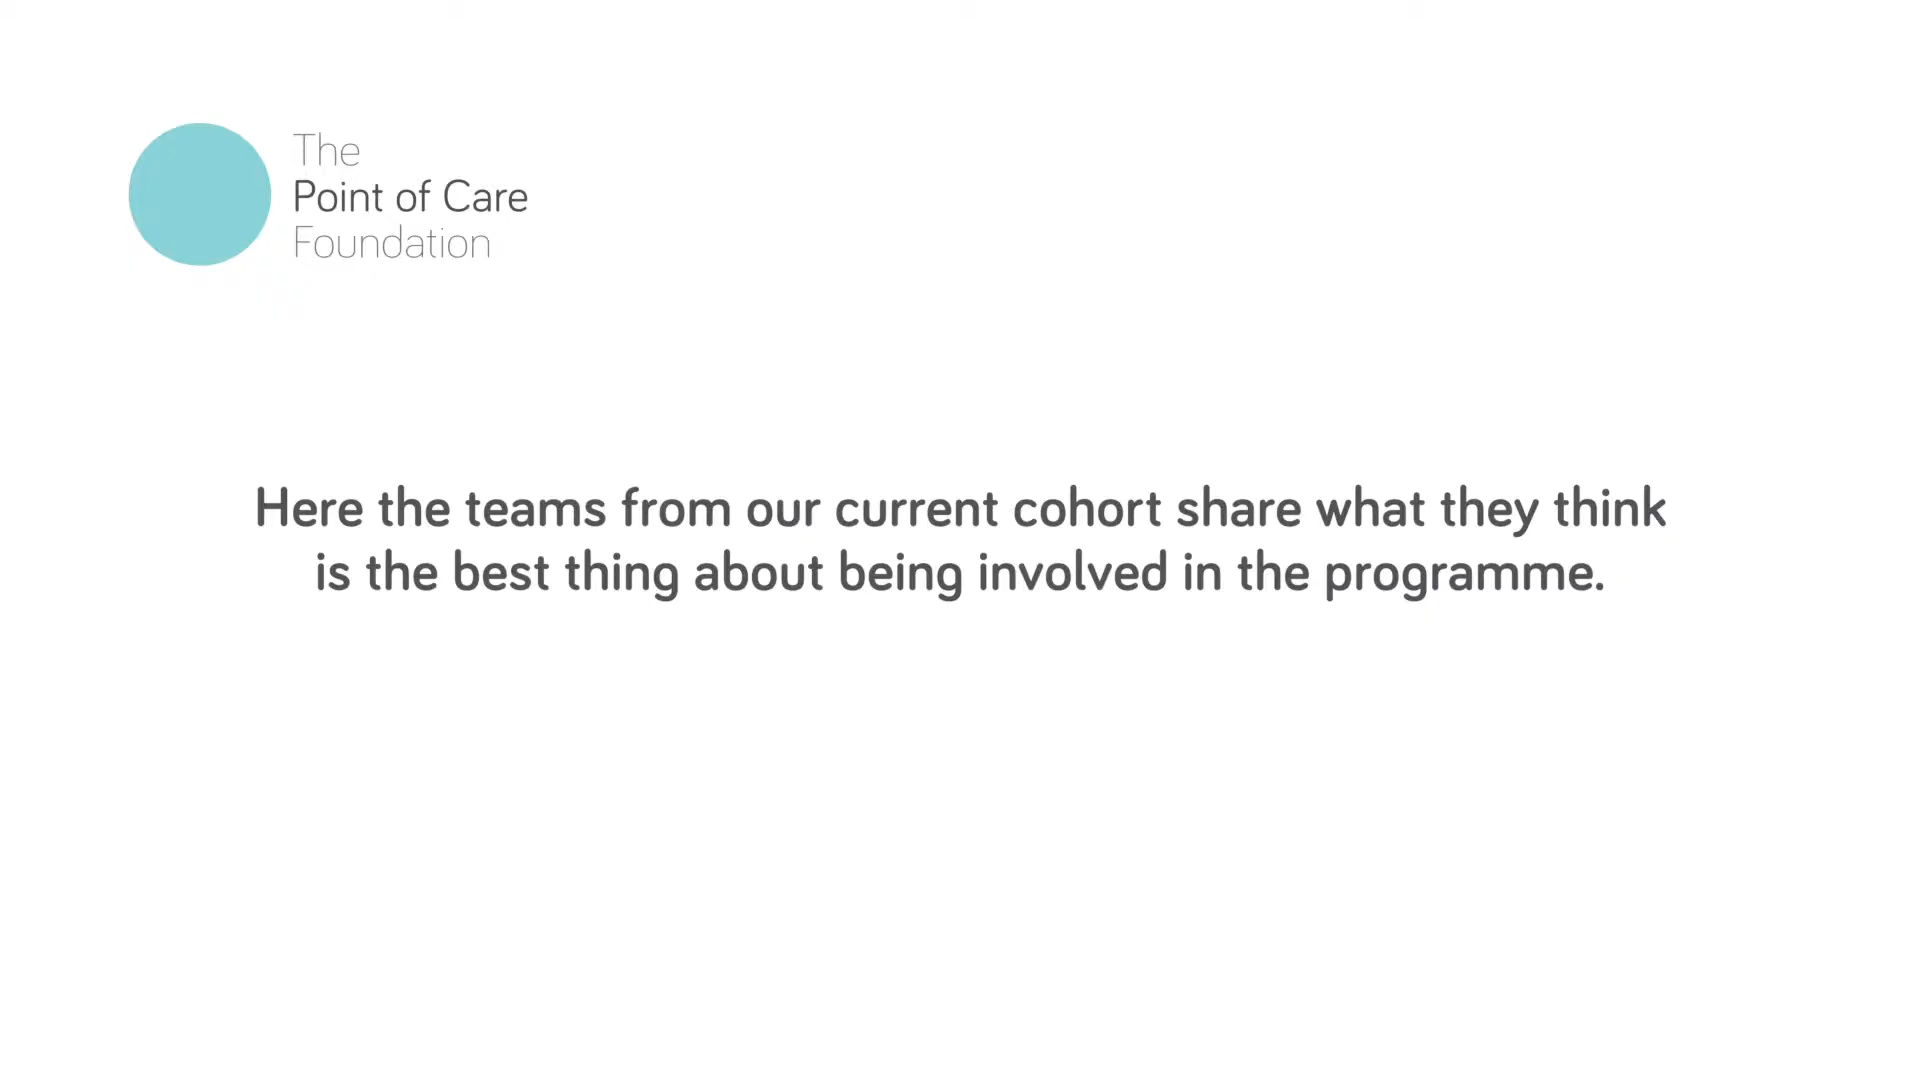 The
Point of Care
Foundation
Here the teams from our current cohort share what they think
is the best thing about being involved in the programme.